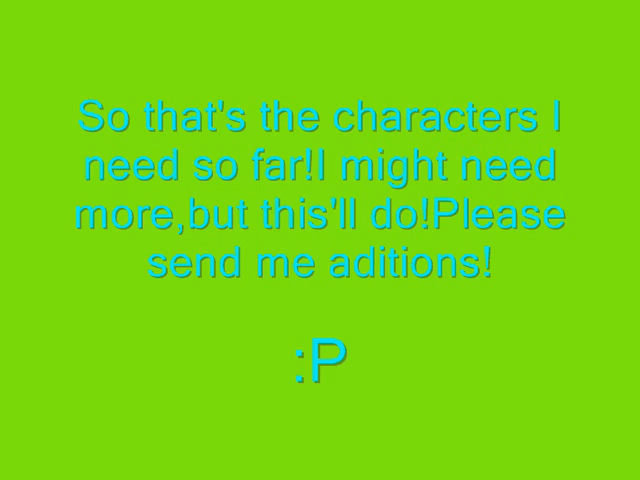 So that's the characters I
need so far!I might need
more,but this'll do!Please
send me aditions!
:P